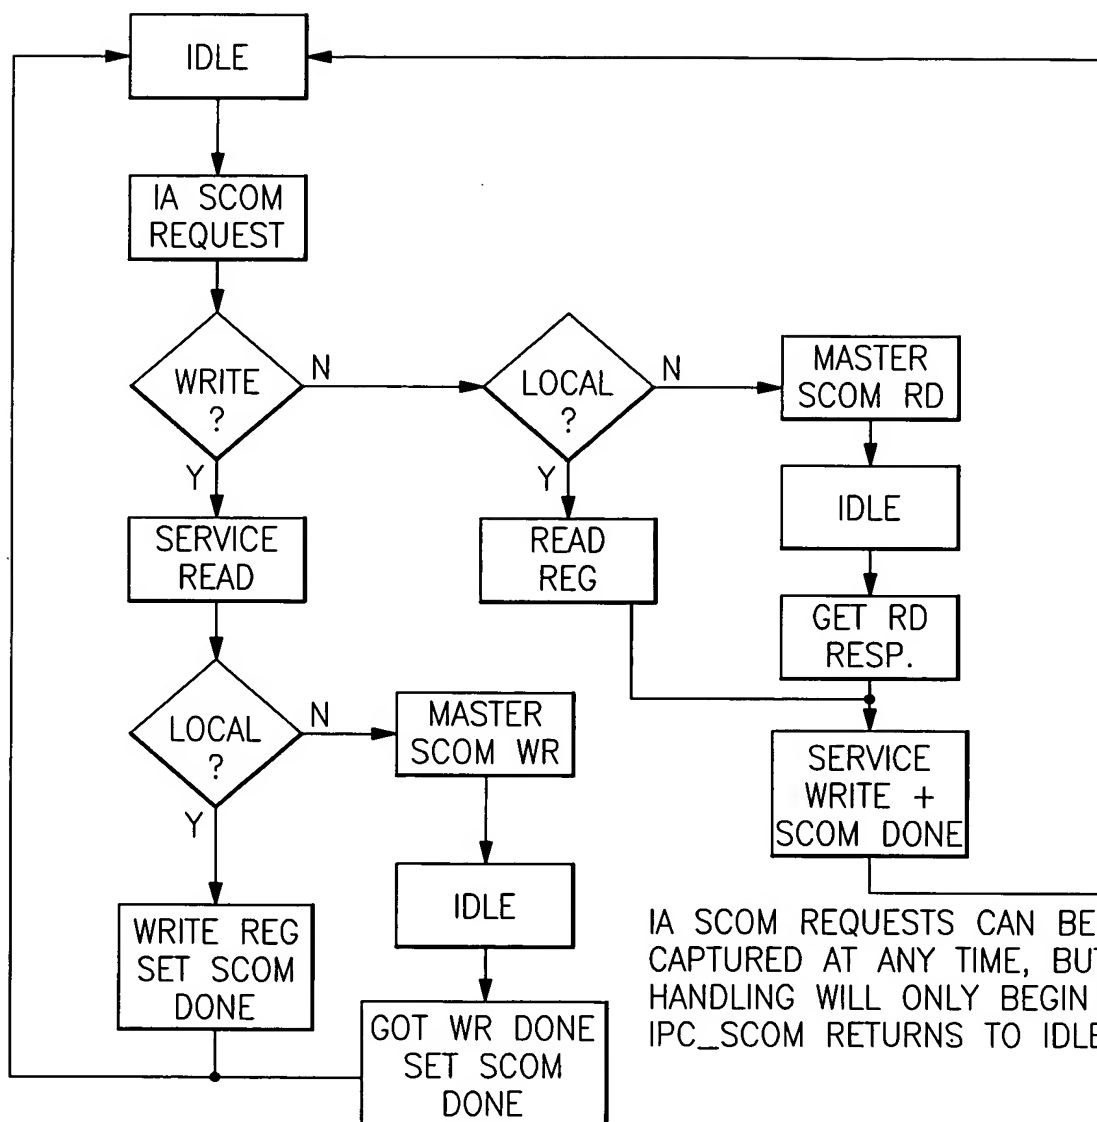 IDLE
IA SCOM
REQUEST
WRITE
?
N
Y
LOCAL
?
N
Y
MASTER
SCOM RD
SERVICE
READ
READ
REG
IDLE
GET RD
RESP.
LOCAL
?
N
Y
MASTER
SCOM WR
SERVICE
WRITE +
SCOM DONE
IDLE
WRITE REG
SET SCOM
DONE
GOT WR DONE
SET SCOM
DONE
IA SCOM REQUESTS CAN BE
CAPTURED AT ANY TIME, BUT
HANDLING WILL ONLY BEGIN
IPC_SCOM RETURNS TO IDLE